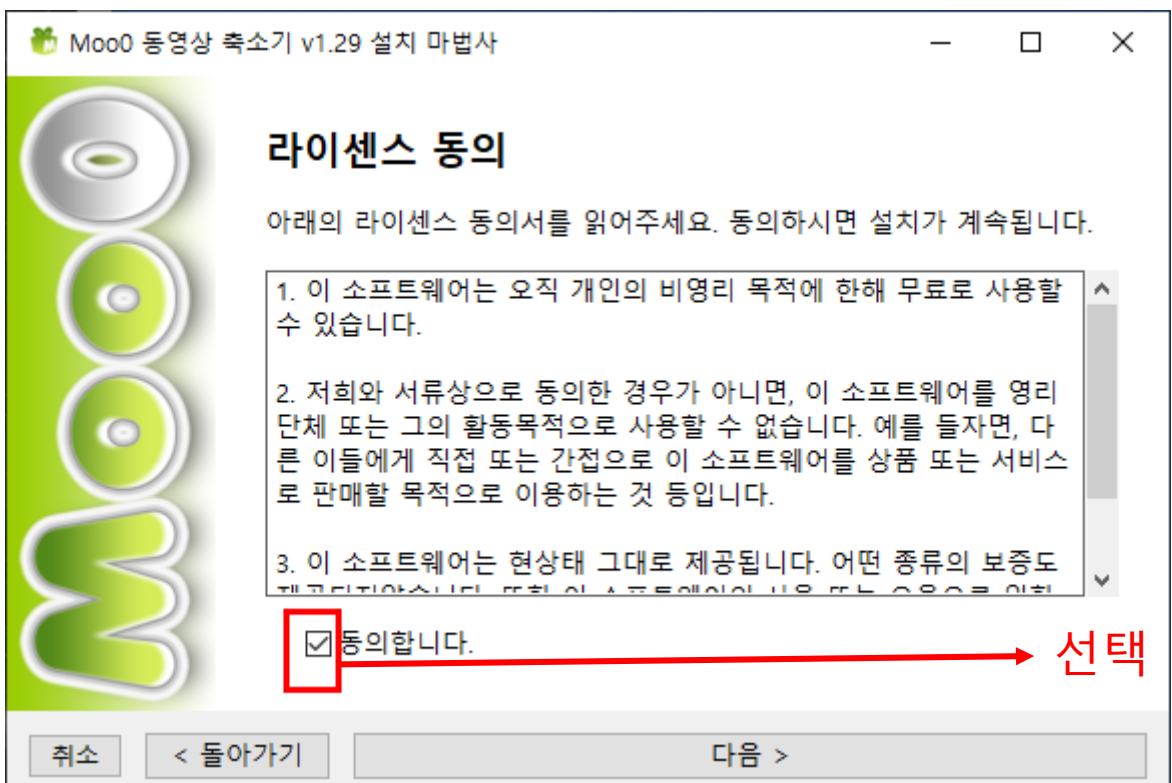 Moo0 동영상 축소기 v1.29 설치 마법사
Moo0
라이센스 동의
아래의 라이센스 동의서를 읽어주세요. 동의하시면 설치가 계속됩니다.
1. 이 소프트웨어는 오직 개인의 비영리 목적에 한해 무료로 사용할
수 있습니다.
2. 저희와 서류상으로 동의한 경우가 아니면, 이 소프트웨어를 영리
단체 또는 그의 활동목적으로 사용할 수 없습니다. 예를 들자면, 다
른 이들에게 직접 또는 간접으로 이 소프트웨어를 상품 또는 서비스
로 판매할 목적으로 이용하는 것 등입니다.
3. 이 소프트웨어는 현상태 그대로 제공됩니다. 어떤 종류의 보증도
동의합니다.
선택
취소
< 돌아가기
다음 >